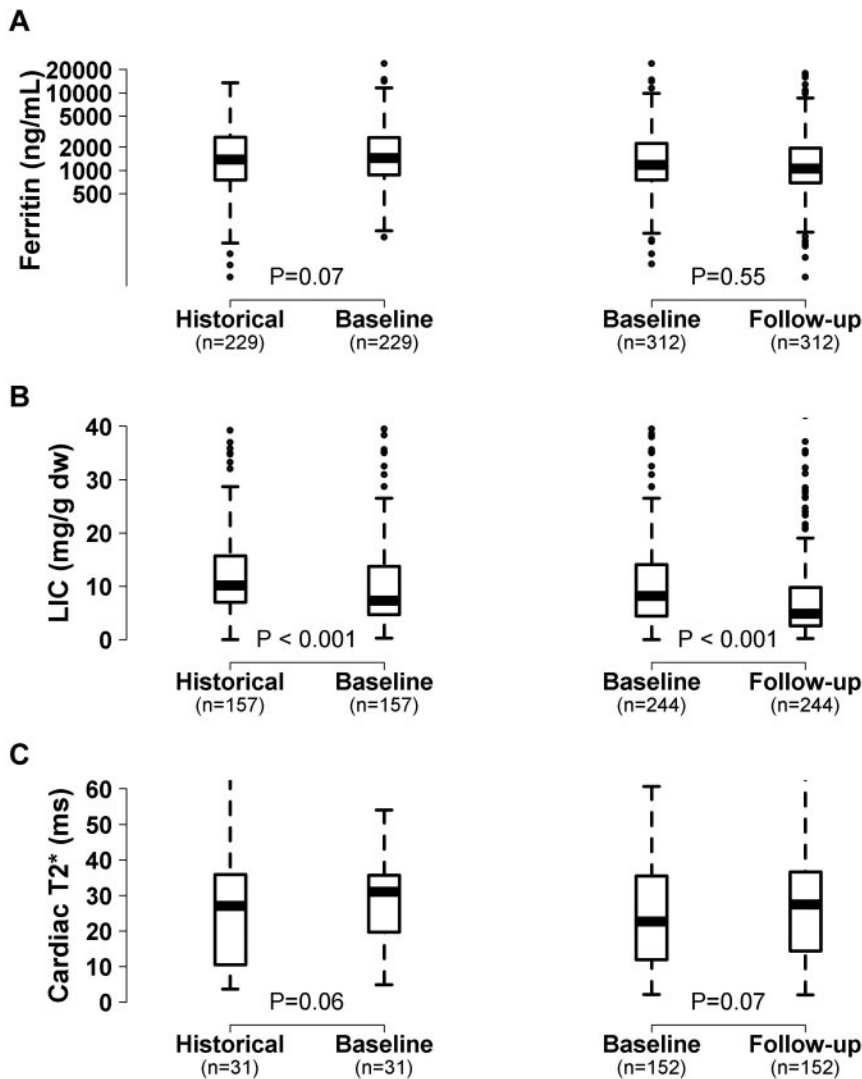 A
Ferritin (ng/mL)
20000
10000
5000
2000
1000
500
P=0.07
P=0.55
Historical Baseline Baseline Follow-up
(n=229) (n=229) (n=312) (n=312)
B
LIC (mg/g dw)
40
30
20
10
0
P < 0.001
P < 0.001
Historical Baseline Baseline Follow-up
(n=157) (n=157) (n=244) (n=244)
C
Cardiac T2* (ms)
60
50
40
30
20
10
0
P=0.06
P=0.07
Historical Baseline Baseline Follow-up
(n=31) (n=31) (n=152) (n=152)